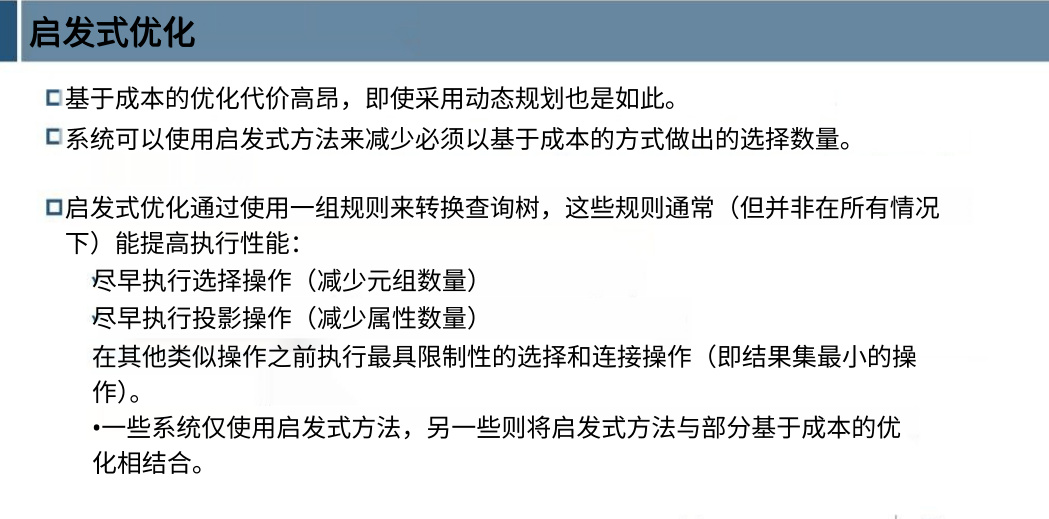 启发式优化
基于成本的优化代价高昂，即使采用动态规划也是如此。
系统可以使用启发式方法来减少必须以基于成本的方式做出的选择数量。
启发式优化通过使用一组规则来转换查询树，这些规则通常（但并非在所有情况
下）能提高执行性能：
尽早执行选择操作（减少元组数量）
尽早执行投影操作（减少属性数量）
在其他类似操作之前执行最具限制性的选择和连接操作（即结果集最小的操
作）。
•一些系统仅使用启发式方法，另一些则将启发式方法与部分基于成本的优
化相结合。